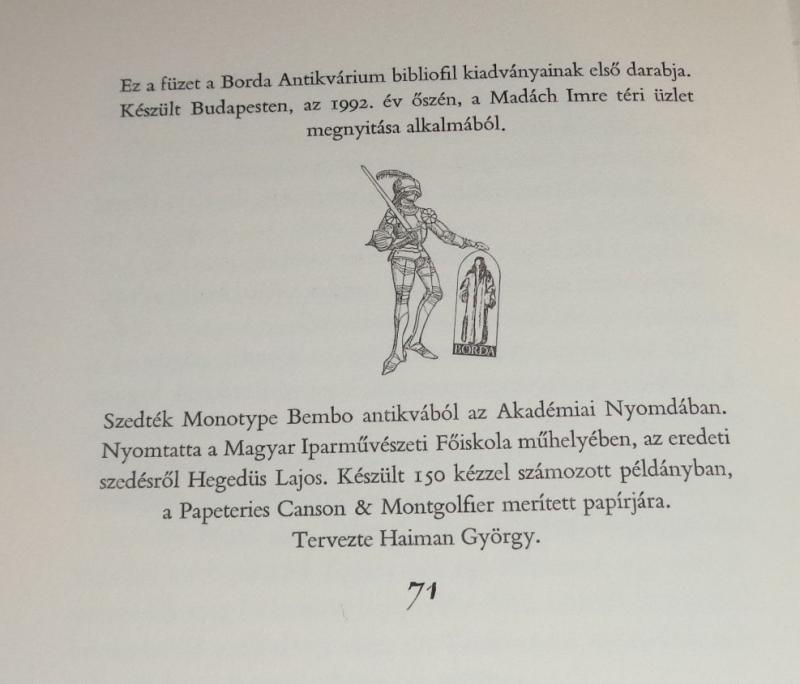 Ez a füzet a Borda Antikvárium bibliofil kiadványainak első darabja.
Készült Budapesten, az 1992. év őszén, a Madách Imre téri üzlet
megnyitása alkalmából.
BORDA
Szedték Monotype Bembo antikvából az Akadémiai Nyomdában.
Nyomtatta a Magyar Iparművészeti Főiskola műhelyében, az eredeti
szedésről Hegedüs Lajos. Készült 150 kézzel számozott példányban,
a Papeteries Canson & Montgolfier merített papírjára.
Tervezte Haiman György.
71